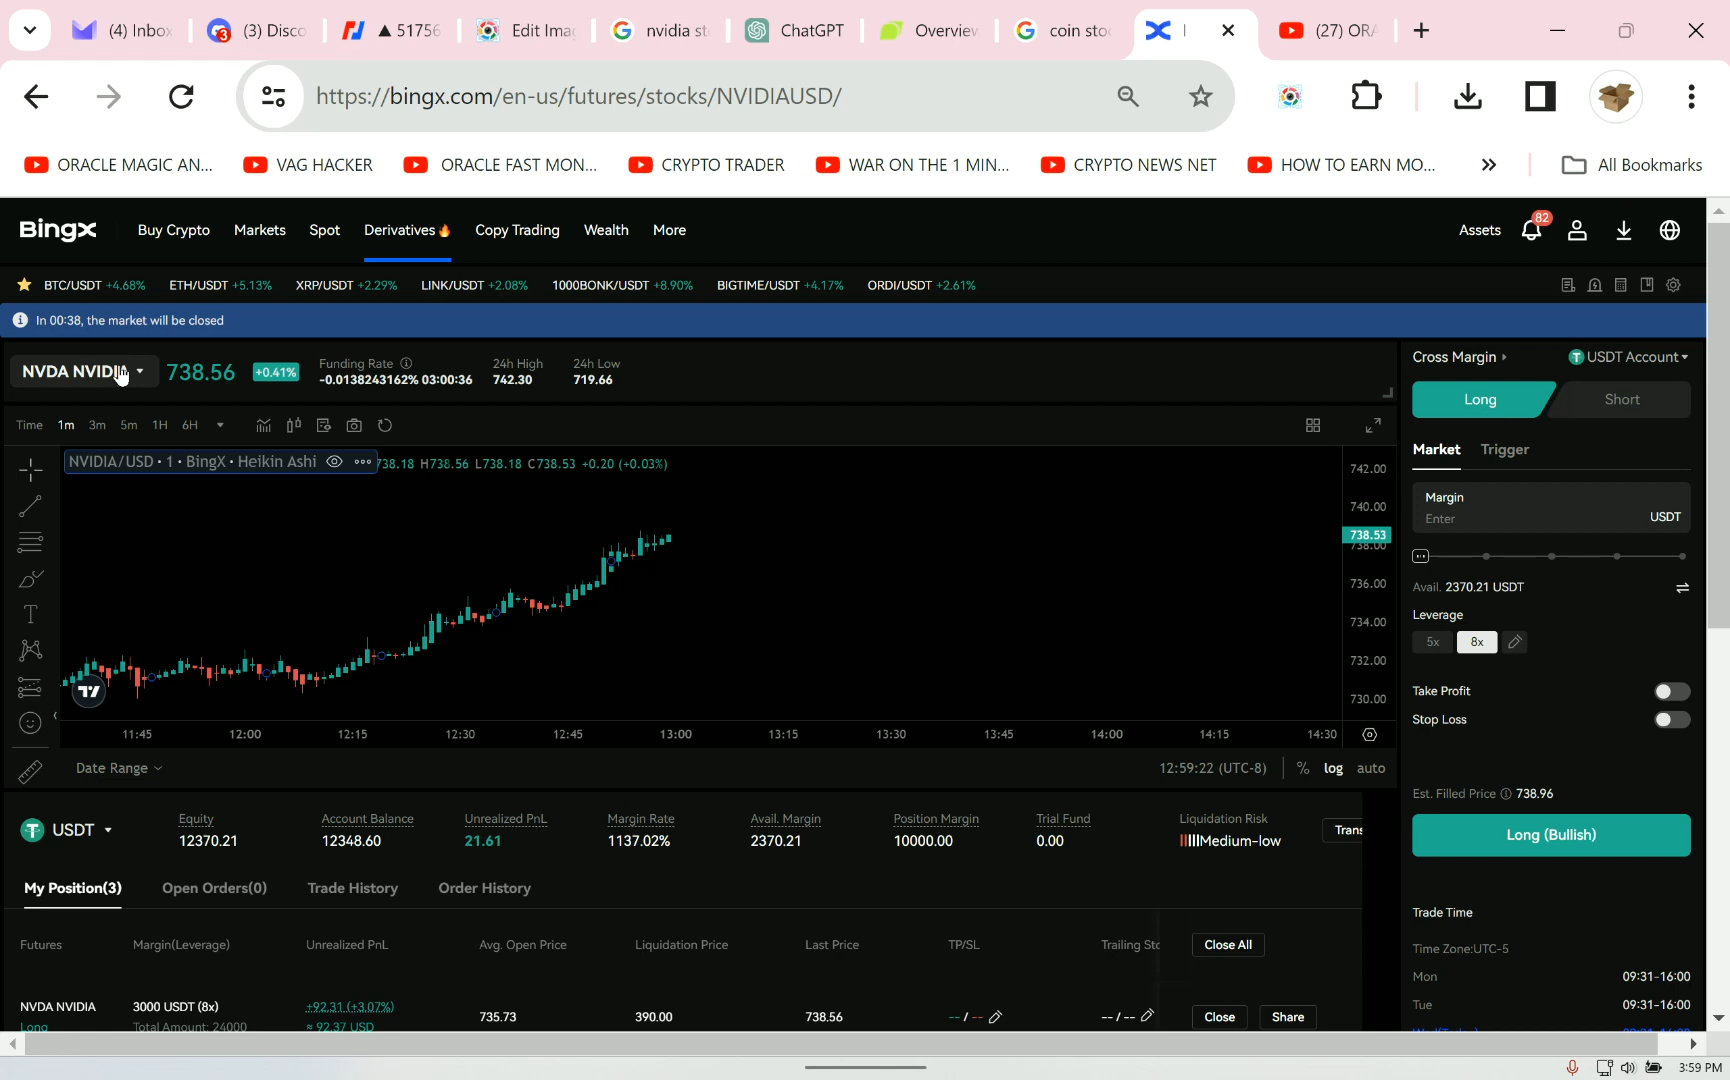 (4) Inbox (3) Disco ▲ 51756 Edit Ima nvidia st ChatGPT Overview coin sto (27) ORA
https://bingx.com/en-us/futures/stocks/NVIDIAUSD/
ORACLE MAGIC AN... VAG HACKER ORACLE FAST MON... CRYPTO TRADER WAR ON THE 1 MIN... CRYPTO NEWS NET HOW TO EARN MO... » All Bookmarks
BingX Buy Crypto Markets Spot Derivatives Copy Trading Wealth More Assets 82
BTC/USDT +4.68% ETH/USDT +5.13% XRP/USDT +2.29% LINK/USDT +2.08% 1000BONK/USDT +8.90% BIGTIME/USDT +4.17% ORDI/USDT +2.61%
In 00:38, the market will be closed
NVDA NVIDIA 738.56 +0.41%
Funding Rate 24h High 24h Low
-0.0138243162% 03:00:36 742.30 719.66
Cross Margin USDT Account
Long Short
Time 1m 3m 5m 1H 6H
Market Trigger
NVIDIA/USD · 1 · BingX · Heikin Ashi 738.18 H738.56 L738.18 C738.53 +0.20 (+0.03%)
742.00
740.00
738.53
738.00
736.00
734.00
732.00
730.00
11:45 12:00 12:15 12:30 12:45 13:00 13:15 13:30 13:45 14:00 14:15 14:30
Date Range 12:59:22 (UTC-8) % log auto
Margin
Enter USDT
Avail. 2370.21 USDT
Leverage
5x 8x
Take Profit
Stop Loss
Est. Filled Price 738.96
Long (Bullish)
Trade Time
Time Zone:UTC-5
Mon 09:31-16:00
Tue 09:31-16:00
USDT
Equity Account Balance Unrealized PnL Margin Rate Avail. Margin Position Margin Trial Fund Liquidation Risk
12370.21 12348.60 21.61 1137.02% 2370.21 10000.00 0.00 Medium-low Trans
My Position(3) Open Orders(0) Trade History Order History
Futures Margin(Leverage) Unrealized PnL Avg. Open Price Liquidation Price Last Price TP/SL Trailing Sto Close All
NVDA NVIDIA 3000 USDT (8x) +92.31 (+3.07%) 735.73 390.00 738.56 -- / -- -- / -- Close Share
Long Total Amount: 24000 ≈ 92.37 USD
3:59 PM